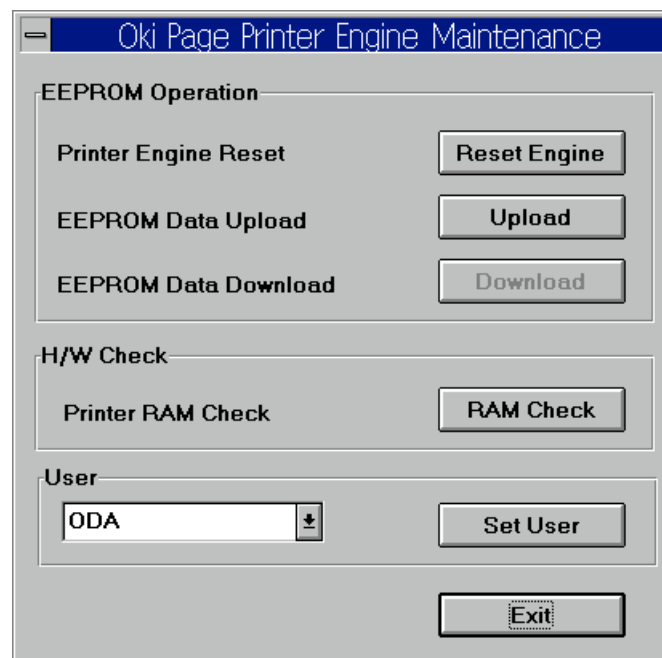 Oki Page Printer Engine Maintenance
EEPROM Operation
Printer Engine Reset Reset Engine
EEPROM Data Upload Upload
EEPROM Data Download Download
H/W Check
Printer RAM Check RAM Check
User
ODA Set User
Exit